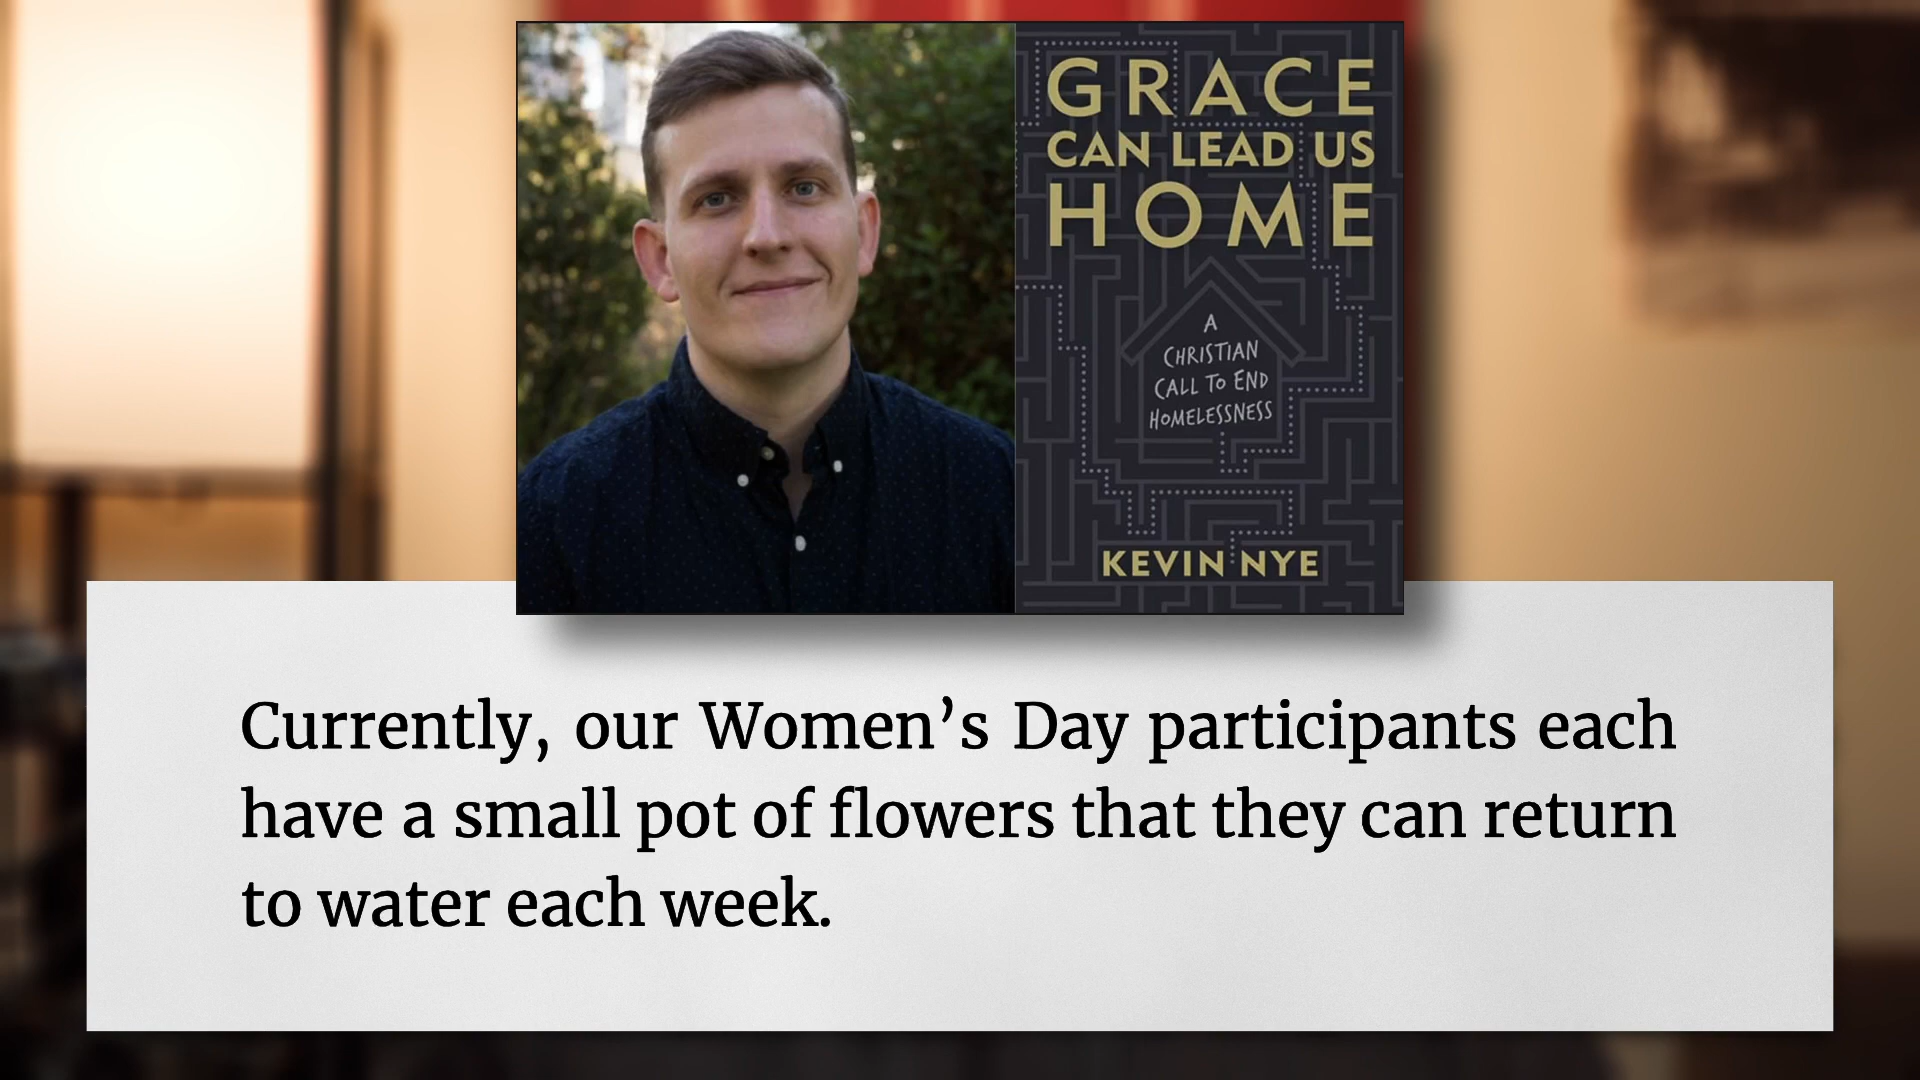 GRACE
CAN LEAD US
HOME
A
CHRISTIAN
CALL TO END
HOMELESSNESS
KEVIN NYE
Currently, our Women’s Day participants each
have a small pot of flowers that they can return
to water each week.